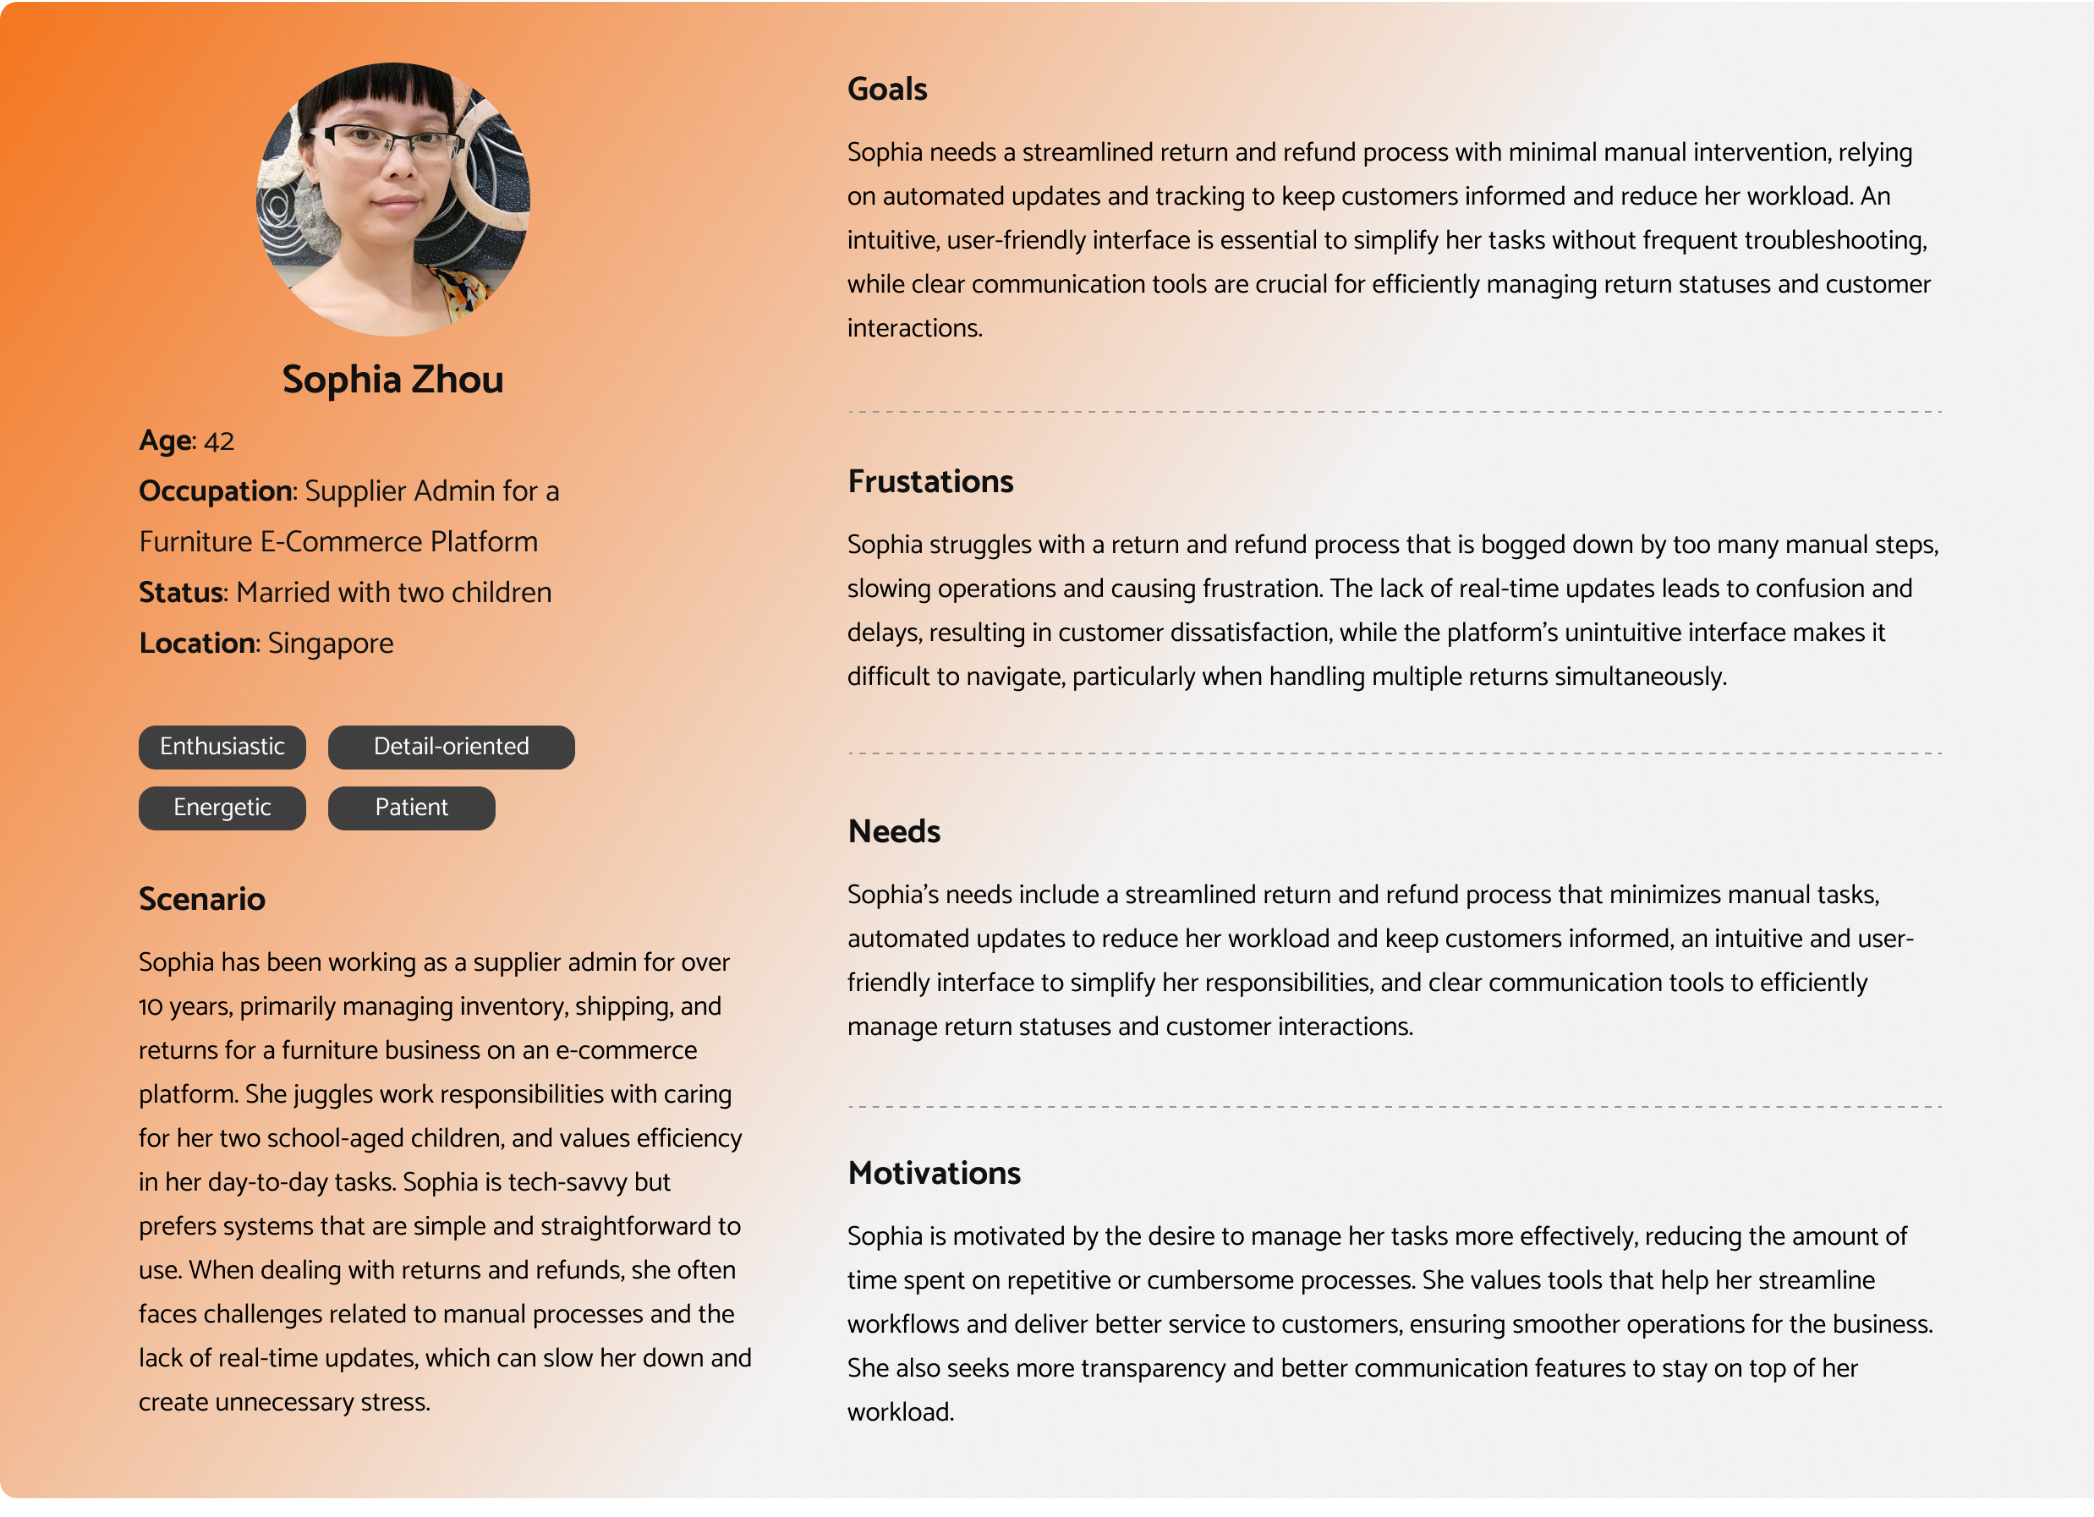 Sophia Zhou
Age: 42
Occupation: Supplier Admin for a
Furniture E-Commerce Platform
Status: Married with two children
Location: Singapore
Enthusiastic
Detail-oriented
Energetic
Patient
Scenario
Sophia has been working as a supplier admin for over
10 years, primarily managing inventory, shipping, and
returns for a furniture business on an e-commerce
platform. She juggles work responsibilities with caring
for her two school-aged children, and values efficiency
in her day-to-day tasks. Sophia is tech-savvy but
prefers systems that are simple and straightforward to
use. When dealing with returns and refunds, she often
faces challenges related to manual processes and the
lack of real-time updates, which can slow her down and
create unnecessary stress.
Goals
Sophia needs a streamlined return and refund process with minimal manual intervention, relying
on automated updates and tracking to keep customers informed and reduce her workload. An
intuitive, user-friendly interface is essential to simplify her tasks without frequent troubleshooting,
while clear communication tools are crucial for efficiently managing return statuses and customer
interactions.
Frustations
Sophia struggles with a return and refund process that is bogged down by too many manual steps,
slowing operations and causing frustration. The lack of real-time updates leads to confusion and
delays, resulting in customer dissatisfaction, while the platform’s unintuitive interface makes it
difficult to navigate, particularly when handling multiple returns simultaneously.
Needs
Sophia’s needs include a streamlined return and refund process that minimizes manual tasks,
automated updates to reduce her workload and keep customers informed, an intuitive and user-
friendly interface to simplify her responsibilities, and clear communication tools to efficiently
manage return statuses and customer interactions.
Motivations
Sophia is motivated by the desire to manage her tasks more effectively, reducing the amount of
time spent on repetitive or cumbersome processes. She values tools that help her streamline
workflows and deliver better service to customers, ensuring smoother operations for the business.
She also seeks more transparency and better communication features to stay on top of her
workload.